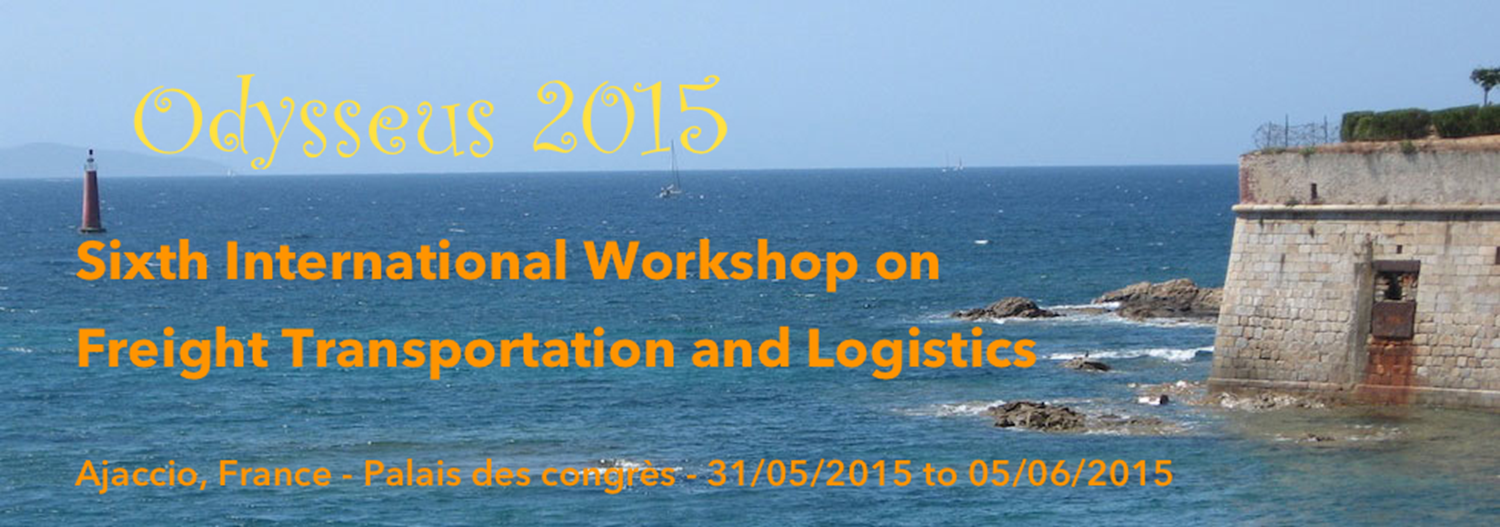 Odysseus 2015
Sixth International Workshop on
Freight Transportation and Logistics
Ajaccio, France - Palais des congrès - 31/05/2015 to 05/06/2015